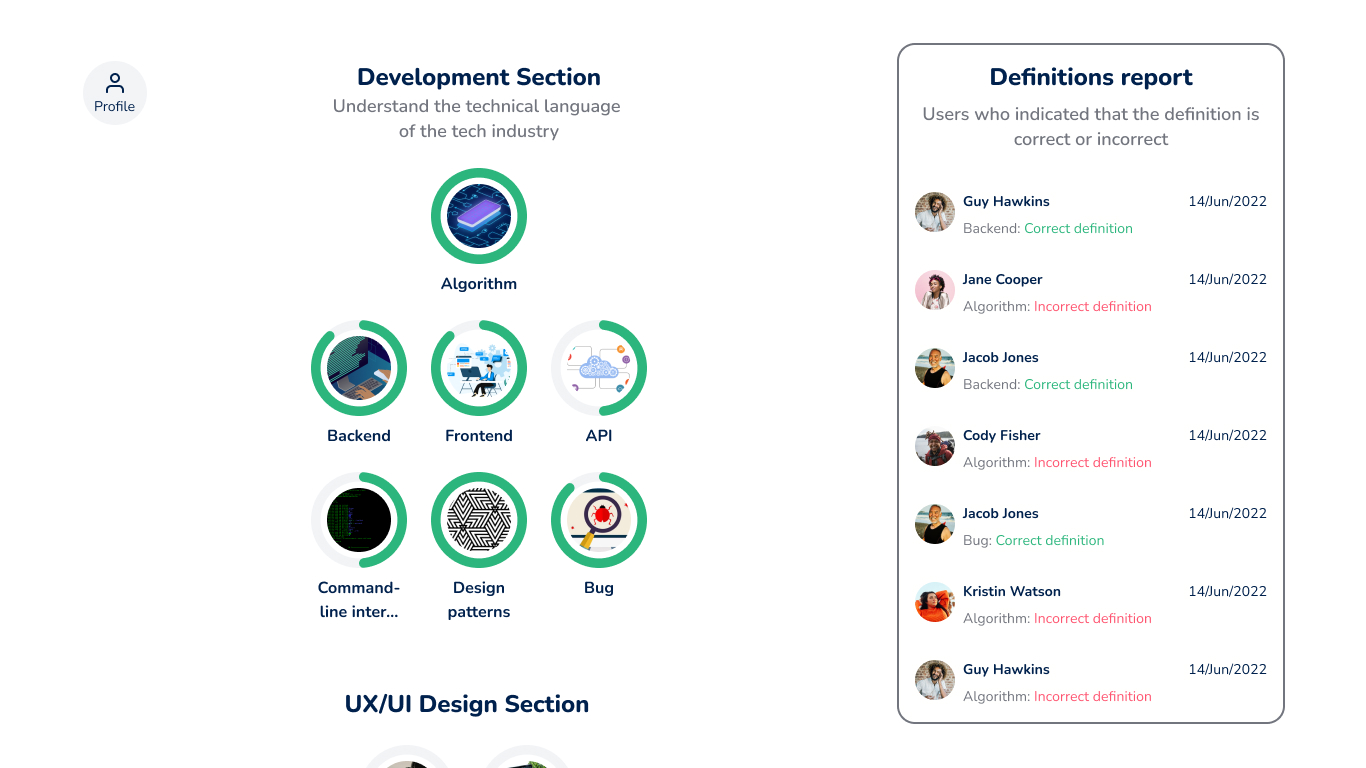 Profile
Development Section
Understand the technical language
of the tech industry
Algorithm
Backend
Frontend
API
Command-
line inter...
Design
patterns
Bug
UX/UI Design Section
Definitions report
Users who indicated that the definition is
correct or incorrect
Guy Hawkins 14/Jun/2022
Backend: Correct definition
Jane Cooper 14/Jun/2022
Algorithm: Incorrect definition
Jacob Jones 14/Jun/2022
Backend: Correct definition
Cody Fisher 14/Jun/2022
Algorithm: Incorrect definition
Jacob Jones 14/Jun/2022
Bug: Correct definition
Kristin Watson 14/Jun/2022
Algorithm: Incorrect definition
Guy Hawkins 14/Jun/2022
Algorithm: Incorrect definition